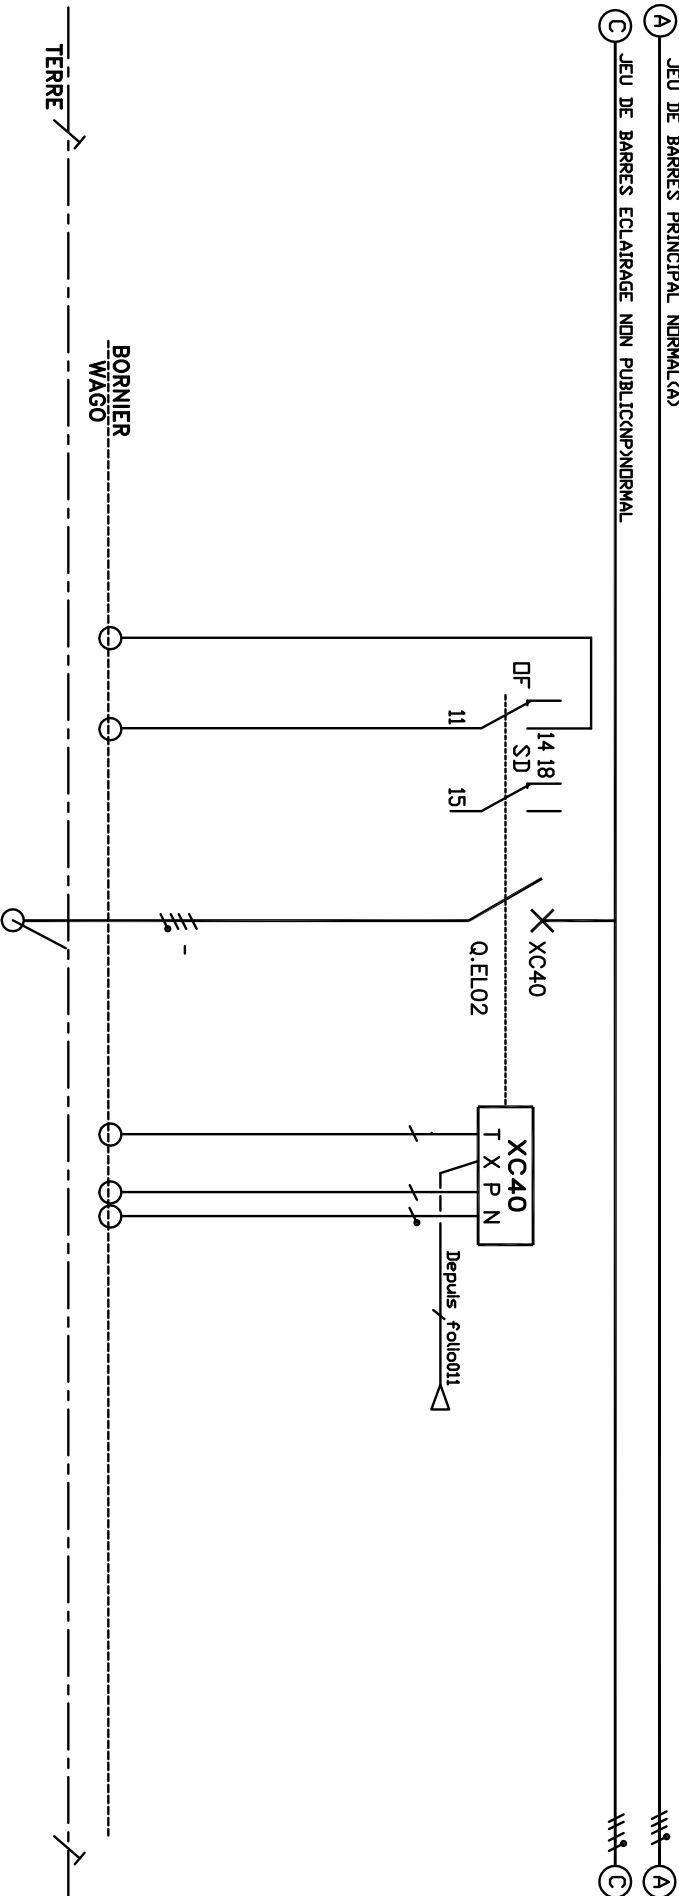 A
JEU DE BARRES PRINCIPAL NORMAL(A)
A
C
JEU DE BARRES ECLAIRAGE NON PUBLIC(NP)NORMAL
C
14
18
OF
SD
11
15
XC40
Q.EL02
XC40
T X P N
Depuis folio011
-
BORNIER
WAGO
TERRE